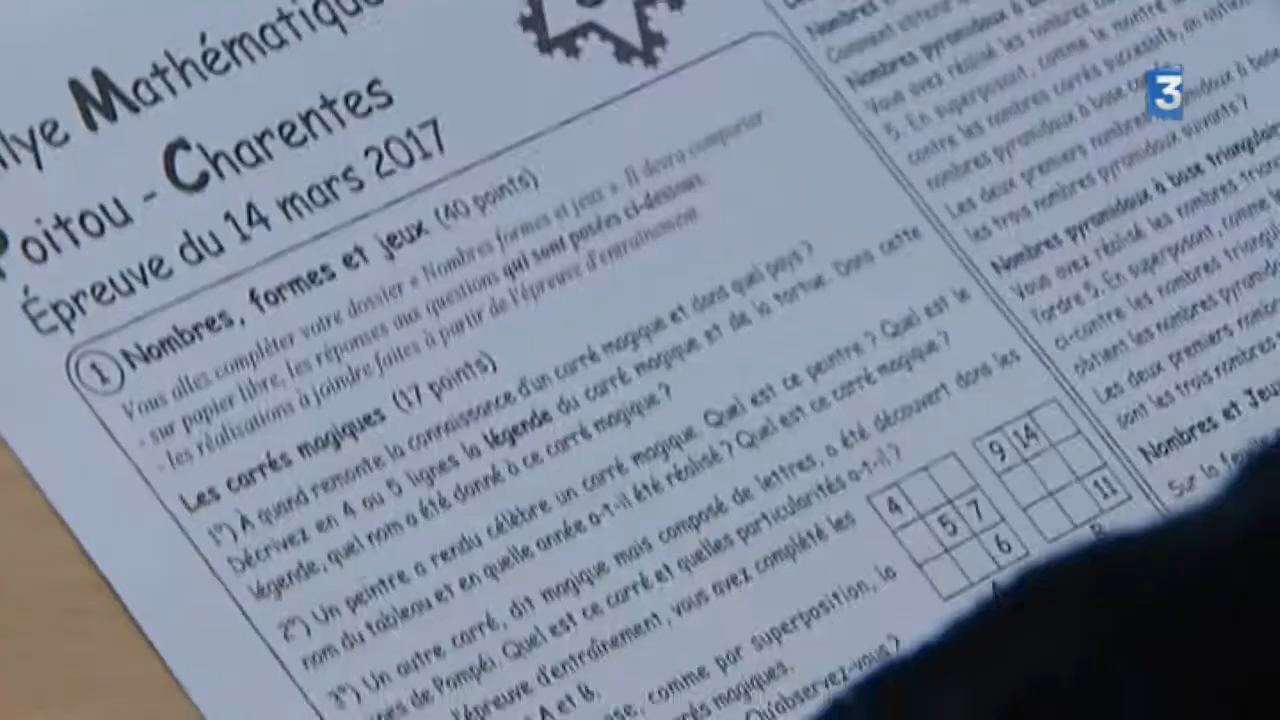 llye Mathématique
Poitou - Charentes
Épreuve du 14 mars 2017
1 Nombres, formes et jeux (40 points)
Vous allez compléter votre dossier « Nombres formes et jeux ». Il devra comporter
- sur papier libre, les réponses aux questions qui sont posées ci-dessous
- les réalisations à joindre faites à partir de l'épreuve d'entraînement
Les carrés magiques (17 points)
1°) A quand remonte la connaissance d'un carré magique et dans quel pays ?
Décrivez en 4 ou 5 lignes la légende du carré magique et de la tortue. Dans cette
légende, quel nom a été donné à ce carré magique ?
2°) Un peintre a rendu célèbre un carré magique. Quel est ce peintre ? Quel est le
nom du tableau et en quelle année a-t-il été réalisé ? Quel est ce carré magique ?
3°) Un autre carré, dit magique mais composé de lettres, a été découvert dans les
de Pompéi. Quel est ce carré et quelles particularités a-t-il ?
l'épreuve d'entraînement, vous avez complété les
A et B.
comme par superposition, la
magiques.
Qu'observez-vous ?
4
5 7
6
A
9 14
11
B
Nombres
Comment
Nombres pyramidaux à
Vous avez réalisé les nombres
5. En superposant, comme le montre
contre les nombres carrés successifs, on
nombres pyramidaux à base
Les deux premiers nombres pyramidaux à base
les trois nombres pyramidaux suivants ?
Nombres pyramidaux à base triangulaire
Vous avez réalisé les nombres
l'ordre 5. En superposant, comme le
ci-contre les nombres
obtient les nombres
Les deux premiers
sont les trois nombres
Nombres et Jeu
Sur la
3